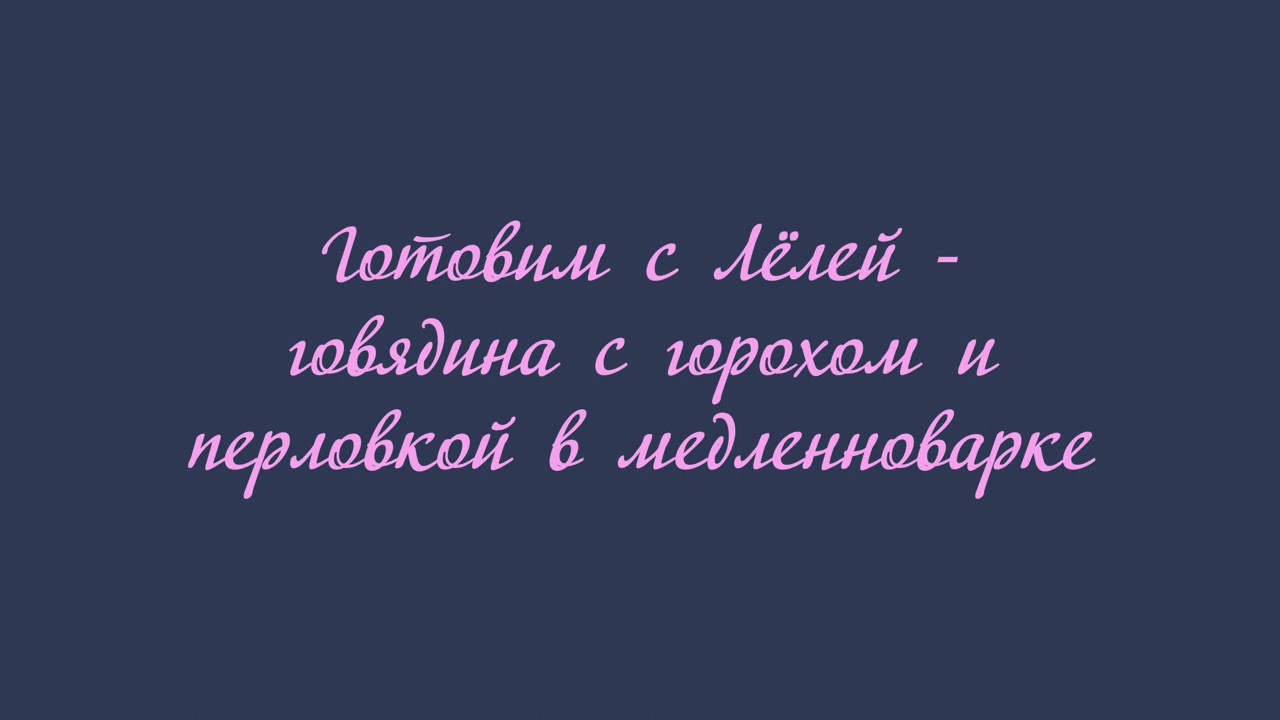 Готовим с Лёлей -
говядина с горохом и
перловкой в медленноварке